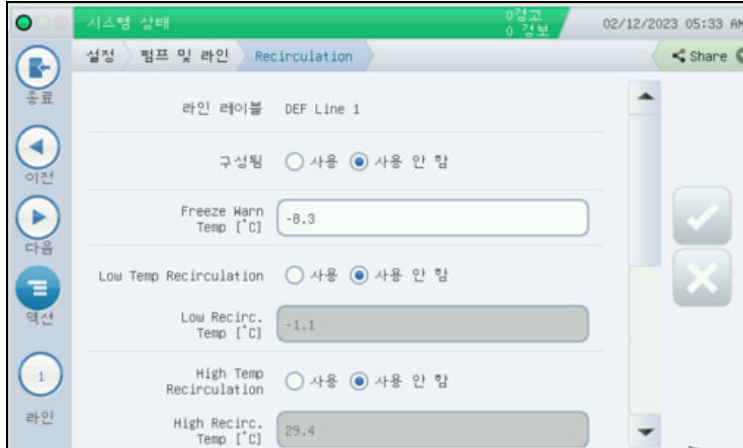 시스템 상태
0경고
0 경보
02/12/2023 05:33 AM
설정
펌프 및 라인
Recirculation
Share
종료
이전
다음
액션
1
라인
라인 레이블 DEF Line 1
구성됨 사용 사용 안 함
Freeze Warn
Temp [°C]
-8.3
Low Temp Recirculation 사용 사용 안 함
Low Recirc.
Temp [°C]
-1.1
High Temp
Recirculation
사용 사용 안 함
High Recirc.
Temp [°C]
29.4